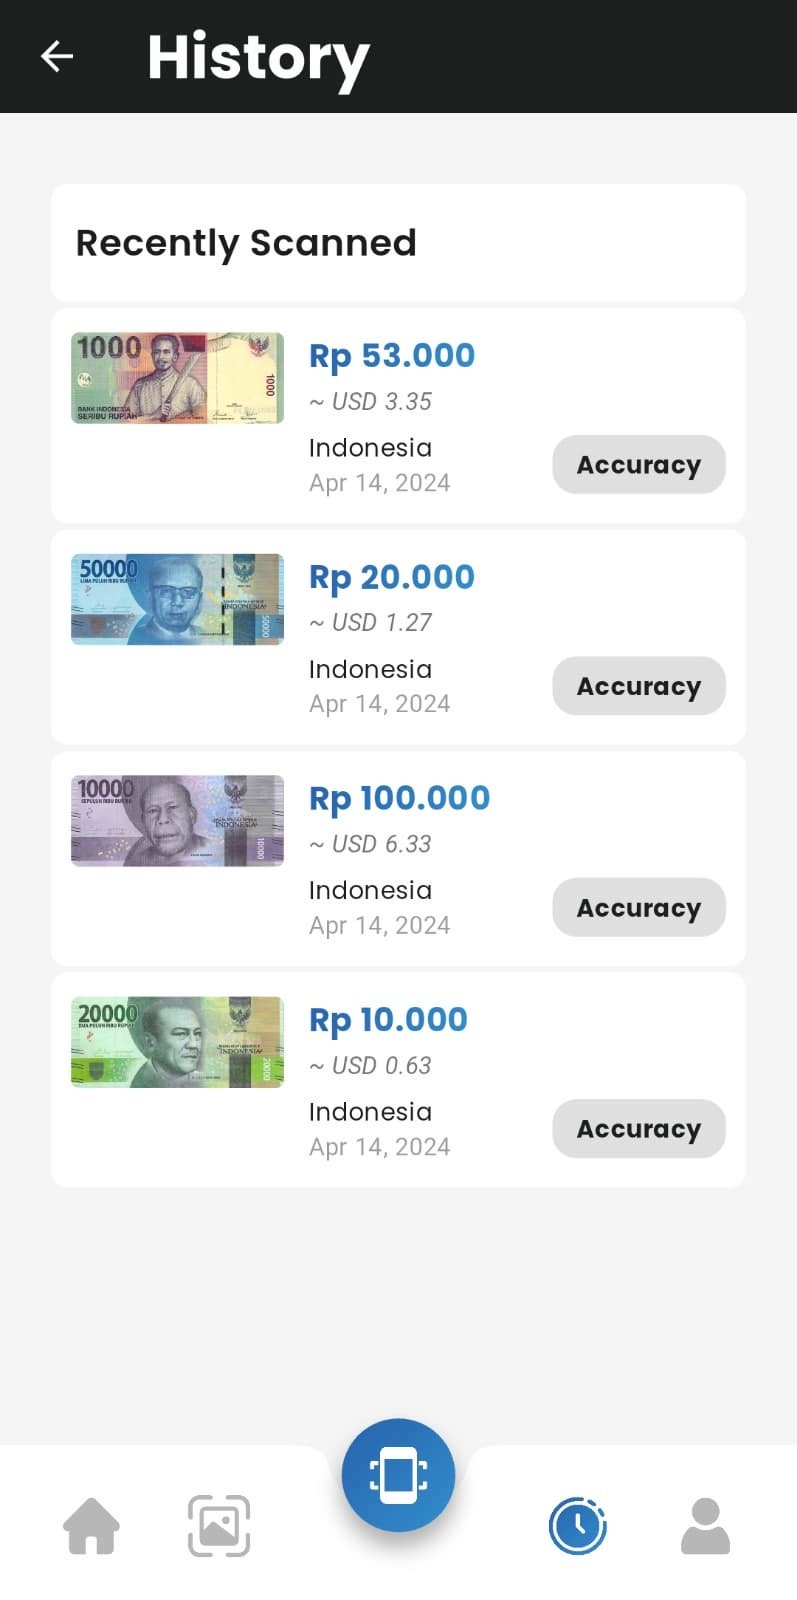 History
Recently Scanned
1000
BANK INDONESIA
SERIBU RUPIAH
1000
Rp 53.000
~ USD 3.35
Indonesia
Apr 14, 2024
Accuracy
50000
LIMA PULUH RIBU RUPIAH
INDONESIA
50000
Rp 20.000
~ USD 1.27
Indonesia
Apr 14, 2024
Accuracy
10000
SEPULUH RIBU RUPIAH
INDONESIA
10000
Rp 100.000
~ USD 6.33
Indonesia
Apr 14, 2024
Accuracy
20000
DUA PULUH RIBU RUPIAH
INDONESIA
20000
Rp 10.000
~ USD 0.63
Indonesia
Apr 14, 2024
Accuracy